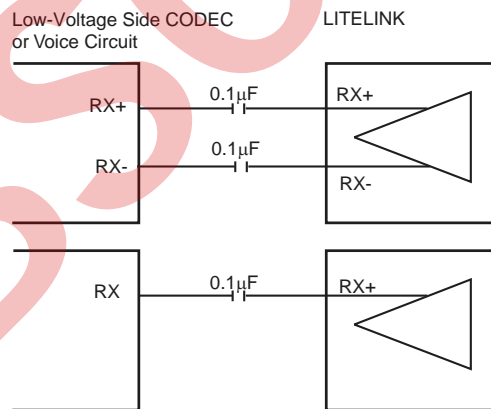 Low-Voltage Side CODEC
or Voice Circuit
LITELINK
RX+
0.1μF
RX+
RX-
0.1μF
RX-
RX
0.1μF
RX+